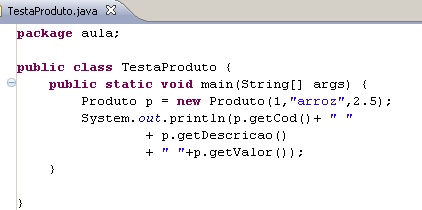 TestaProduto.java
package aula;
public class TestaProduto {
public static void main(String[] args) {
Produto p = new Produto(1,"arroz",2.5);
System.out.println(p.getCod()+ " "
+ p.getDescricao()
+ " "+p.getValor());
}
}